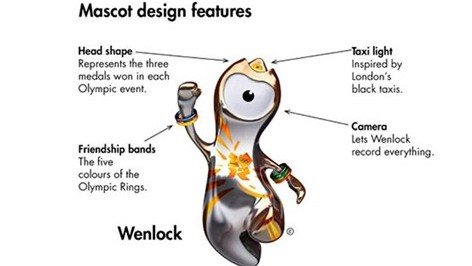 Mascot design features
Head shape
Represents the three
medals won in each
Olympic event.
Taxi light
Inspired by
London's
black taxis.
Friendship bands
The five
colours of the
Olympic Rings.
Camera
Lets Wenlock
record everything.
Wenlock
©